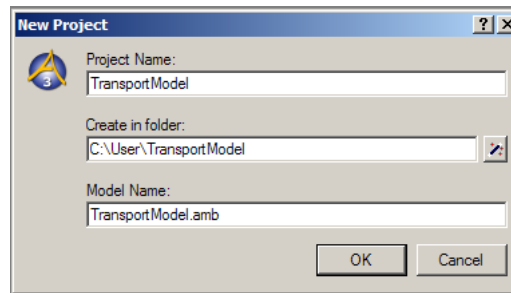 New Project
Project Name:
TransportModel
Create in folder:
C:\User\TransportModel
Model Name:
TransportModel.amb
OK Cancel